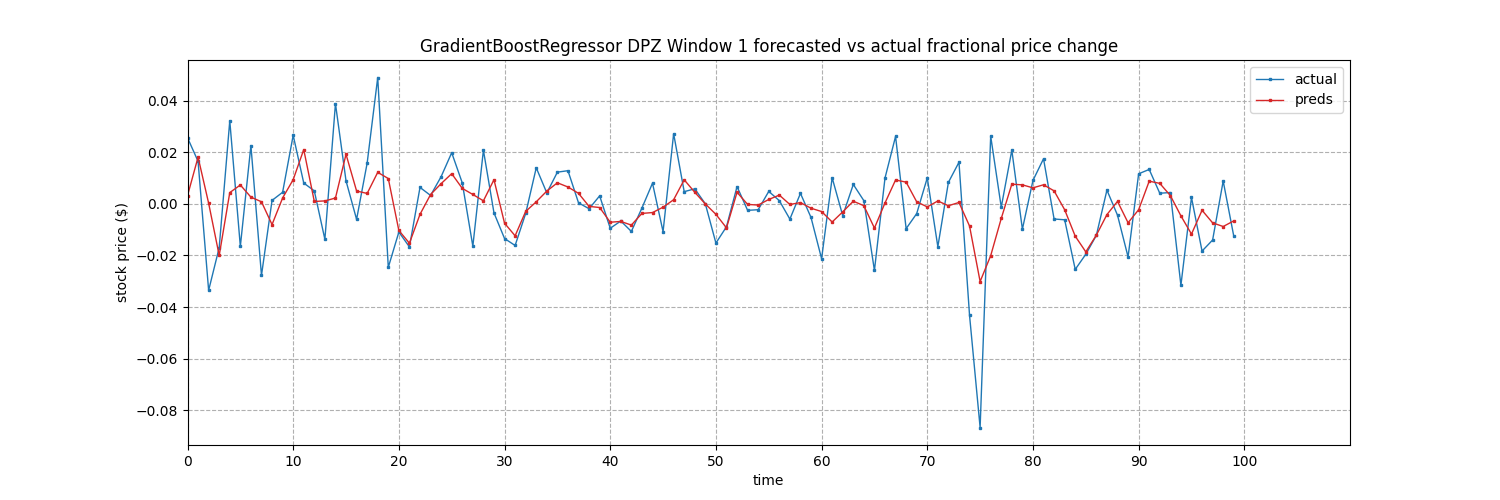 GradientBoostRegressor DPZ Window 1 forecasted vs actual fractional price change
actual
preds
stock price ($)
0.04
0.02
0.00
−0.02
−0.04
−0.06
−0.08
0 10 20 30 40 50 60 70 80 90 100
time